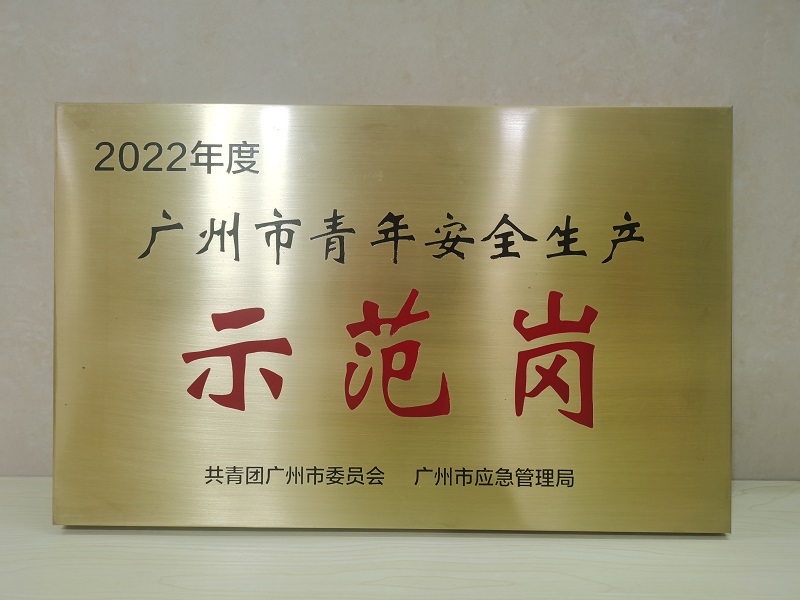 2022年度
广州市青年安全生产
示范岗
共青团广州市委员会 广州市应急管理局